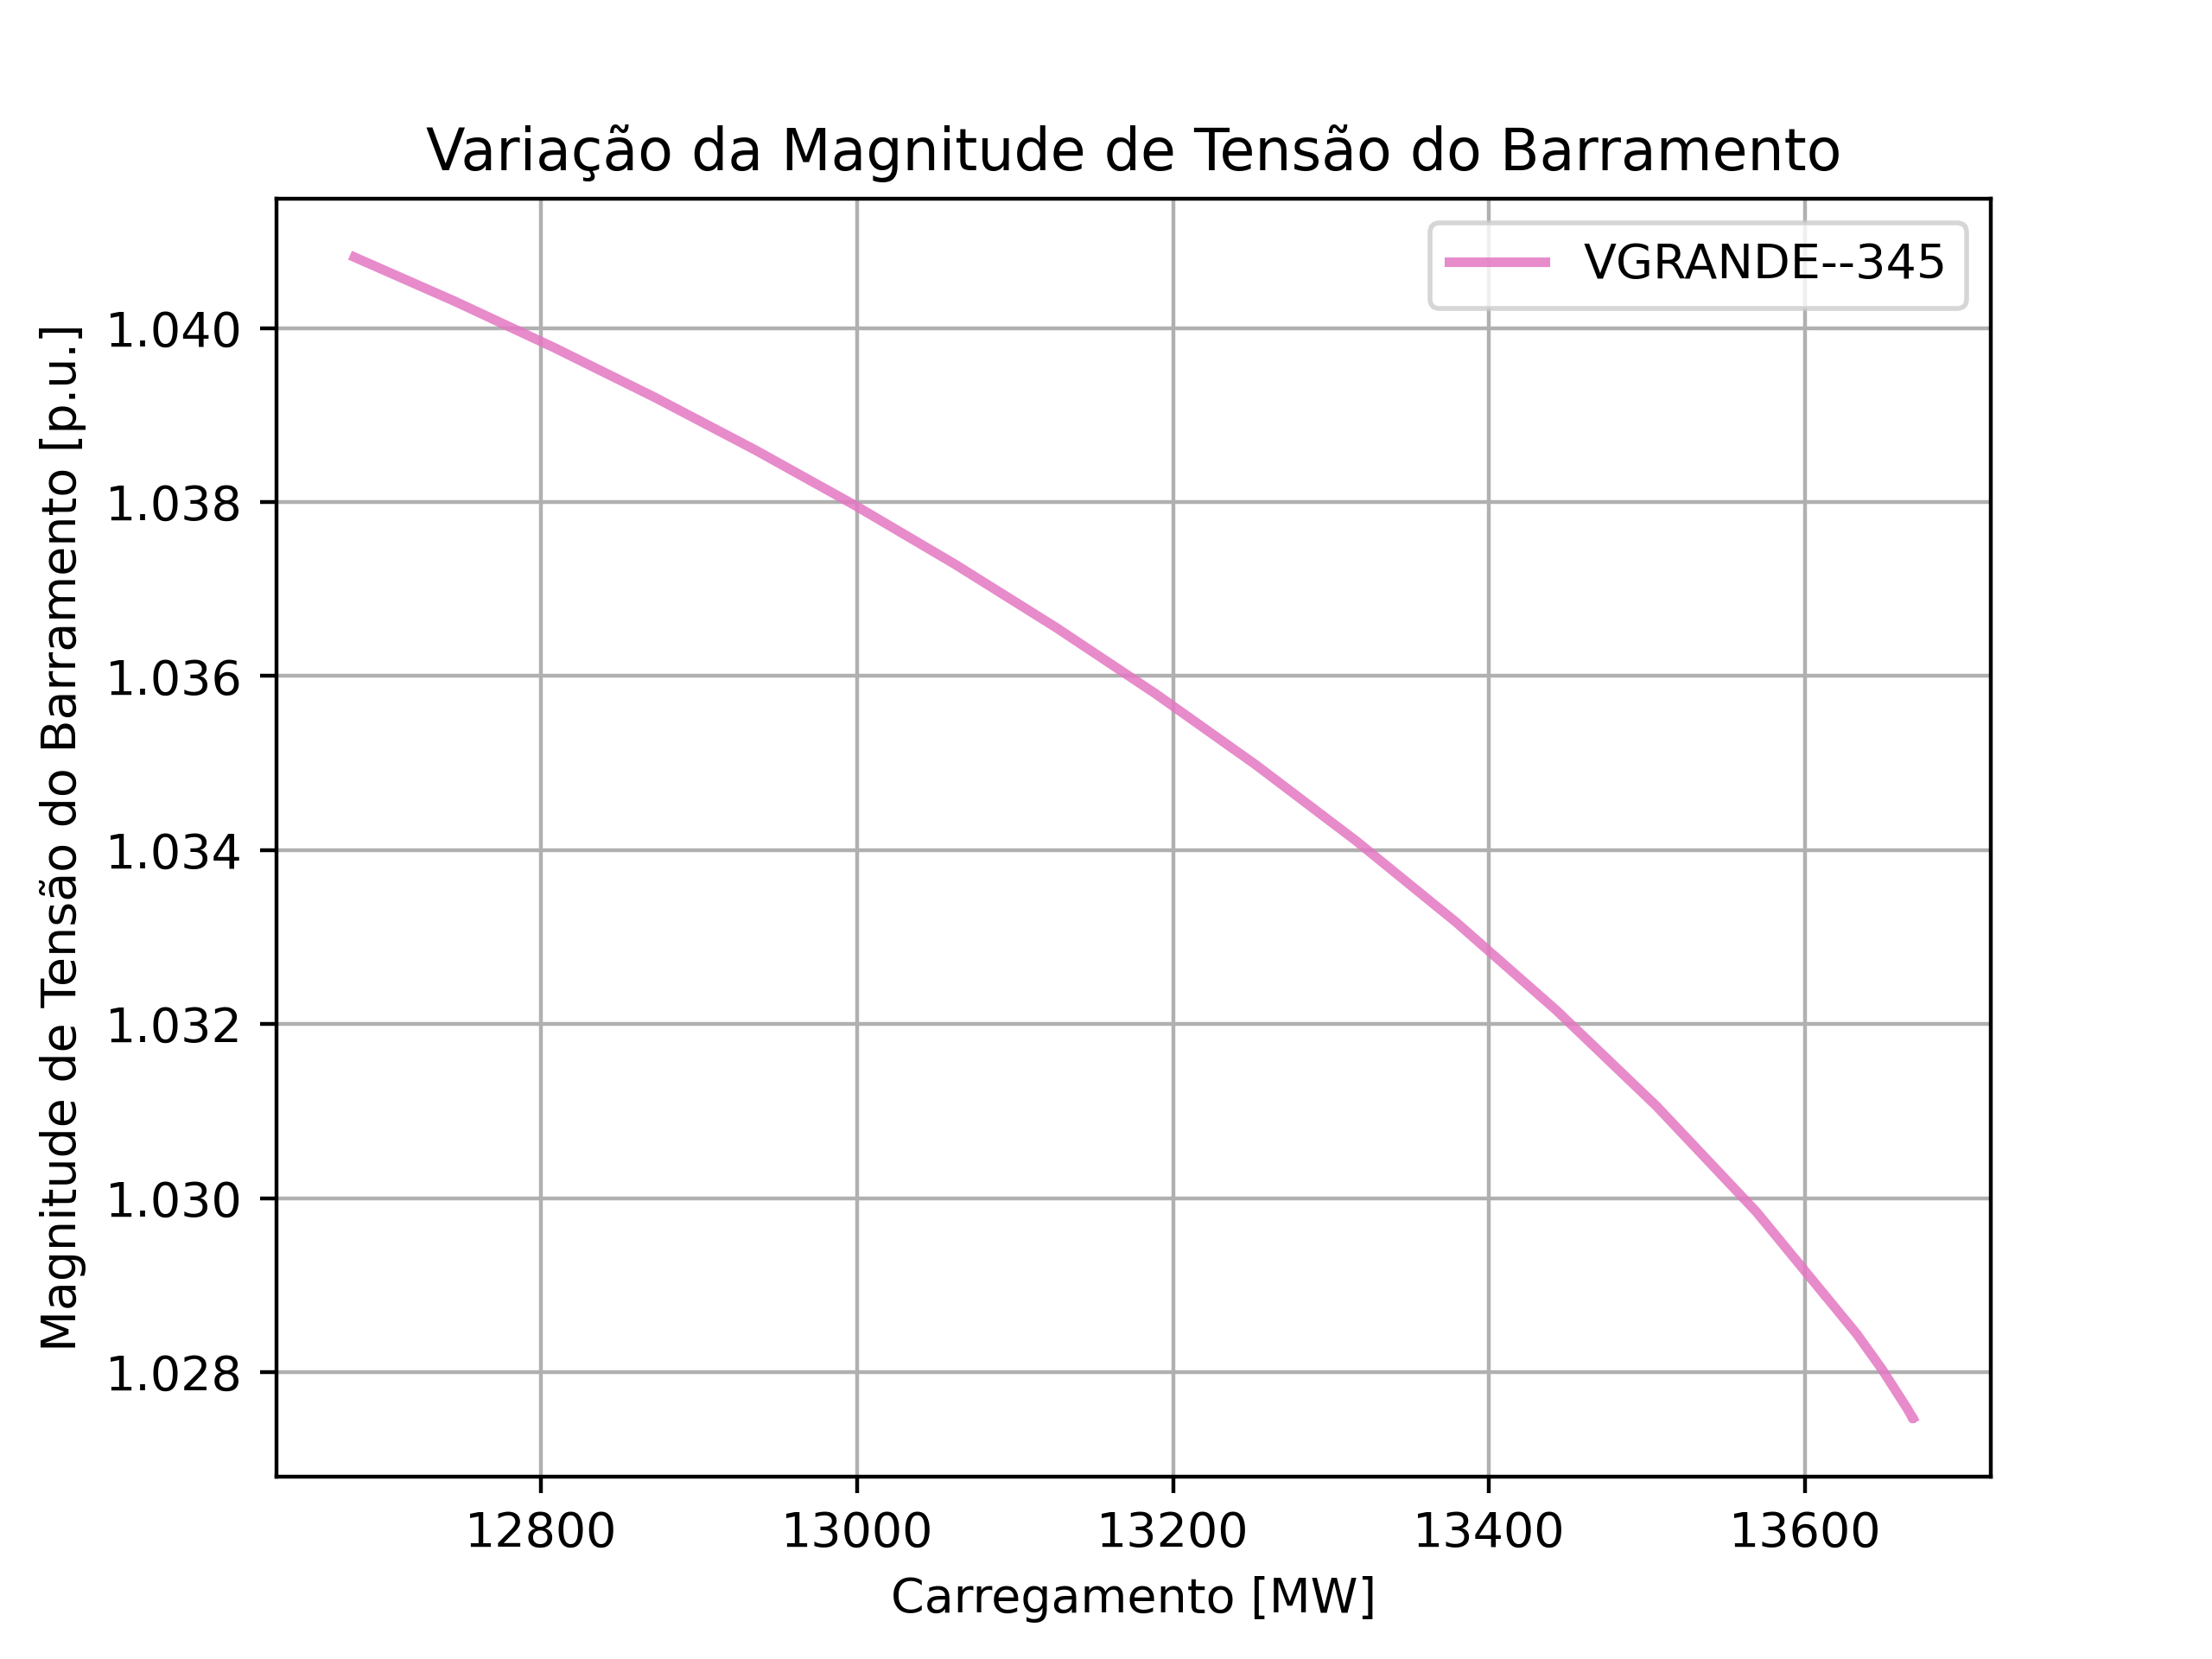 Variação da Magnitude de Tensão do Barramento
VGRANDE--345
Magnitude de Tensão do Barramento [p.u.]
1.040
1.038
1.036
1.034
1.032
1.030
1.028
12800 13000 13200 13400 13600
Carregamento [MW]